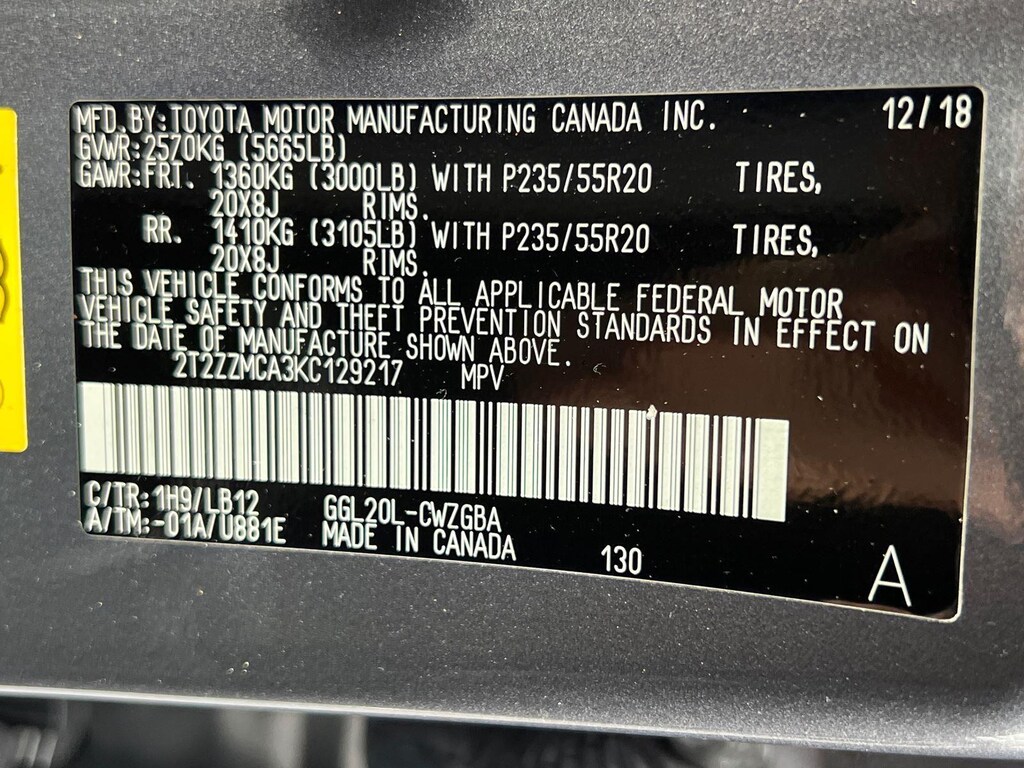 MFD. BY: TOYOTA MOTOR MANUFACTURING CANADA INC. 12/18
GVWR: 2570KG (5665LB)
GAWR: FRT. 1360KG (3000LB) WITH P235/55R20 TIRES,
20X8J RIMS.
RR. 1410KG (3105LB) WITH P235/55R20 TIRES,
20X8J RIMS.
THIS VEHICLE CONFORMS TO ALL APPLICABLE FEDERAL MOTOR
VEHICLE SAFETY AND THEFT PREVENTION STANDARDS IN EFFECT ON
THE DATE OF MANUFACTURE SHOWN ABOVE.
2T2ZZMCA3KC129217 MPV
C/TR: 1H9/LB12 GGL20L-CWZGBA
A/TM: -01A/U881E MADE IN CANADA 130 A